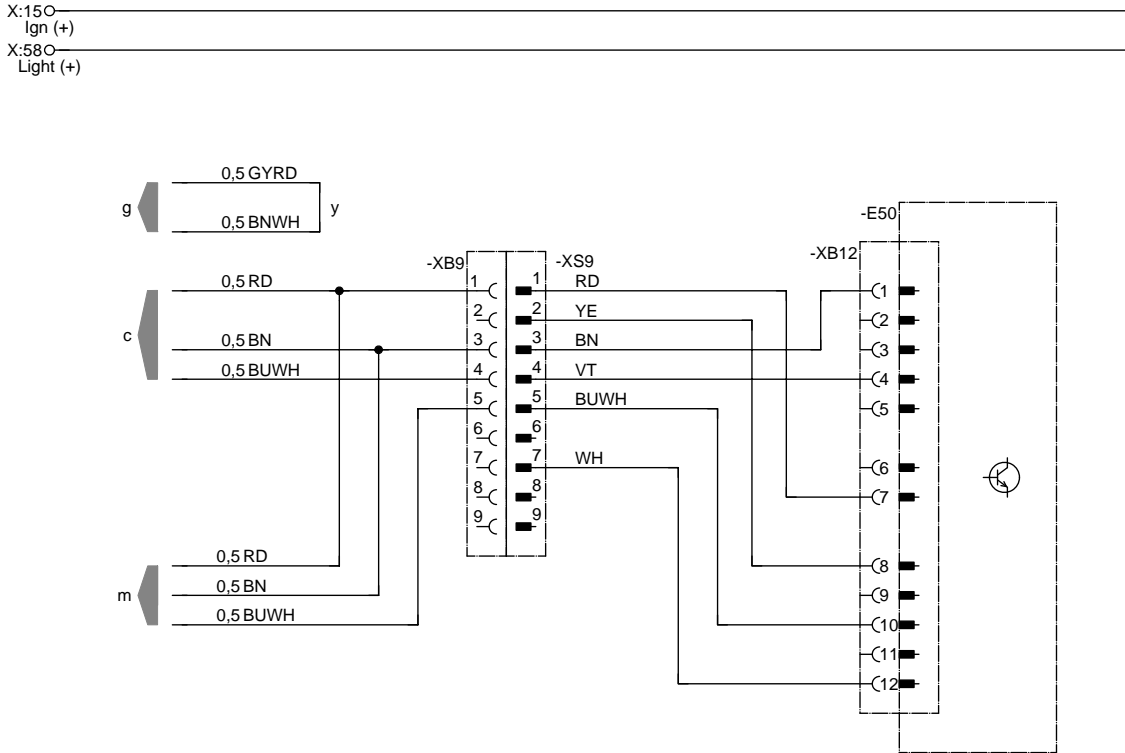 X:15
Ign (+)
X:58
Light (+)
0,5 GYRD
g
y
0,5 BNWH
-E50
-XB12
-XB9
-XS9
0,5 RD
1
1
RD
1
2
2
YE
2
c
0,5 BN
3
3
BN
3
0,5 BUWH
4
4
VT
4
5
5
BUWH
5
6
6
7
7
WH
6
8
8
7
9
9
0,5 RD
8
m
0,5 BN
9
0,5 BUWH
10
11
12